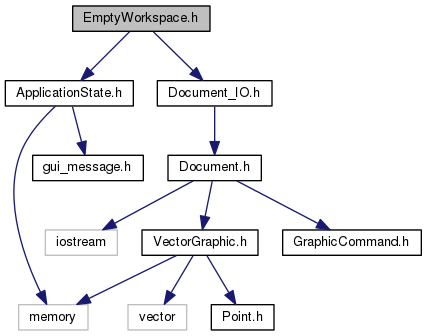 EmptyWorkspace.h
ApplicationState.h
Document_IO.h
gui_message.h
Document.h
iostream
VectorGraphic.h
GraphicCommand.h
memory
vector
Point.h